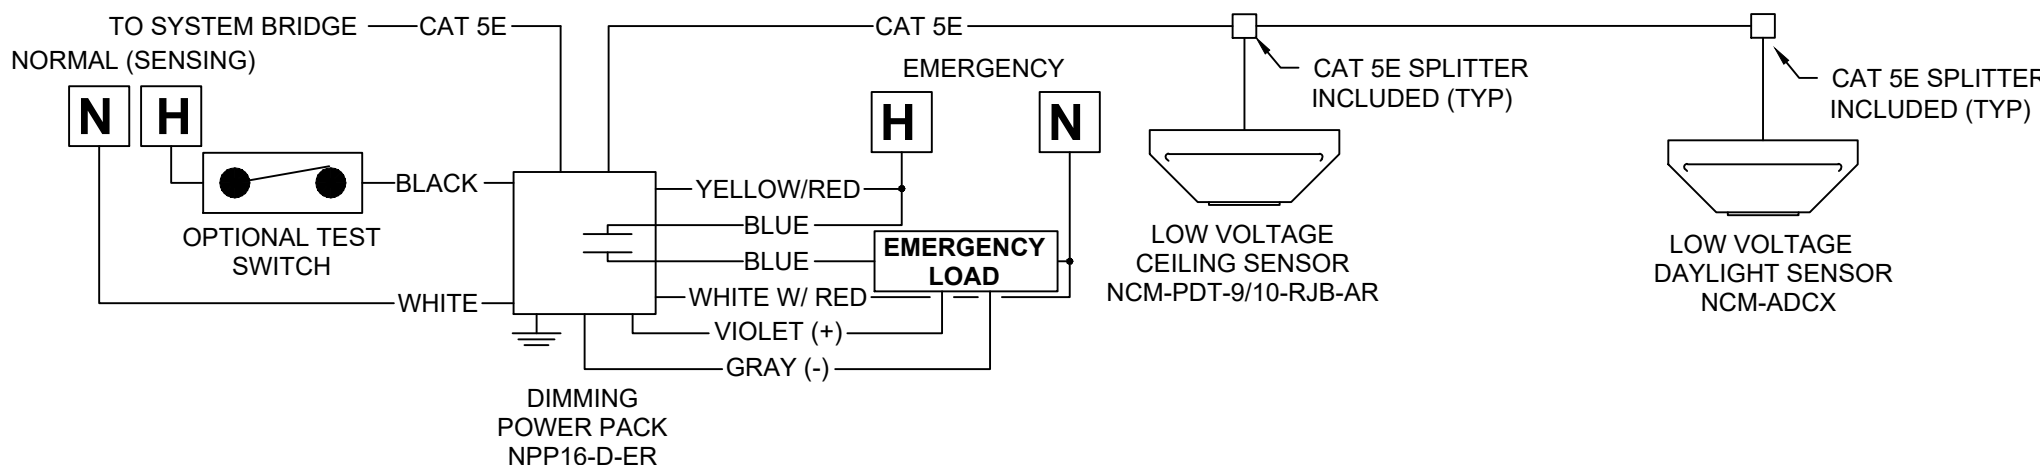 TO SYSTEM BRIDGE
CAT 5E
CAT 5E
NORMAL (SENSING)
EMERGENCY
CAT 5E SPLITTER
INCLUDED (TYP)
CAT 5E SPLITTER
INCLUDED (TYP)
N
H
H
N
BLACK
YELLOW/RED
OPTIONAL TEST
SWITCH
BLUE
BLUE
EMERGENCY
LOAD
LOW VOLTAGE
CEILING SENSOR
NCM-PDT-9/10-RJB-AR
LOW VOLTAGE
DAYLIGHT SENSOR
NCM-ADCX
WHITE
WHITE W/ RED
VIOLET (+)
GRAY (-)
DIMMING
POWER PACK
NPP16-D-ER